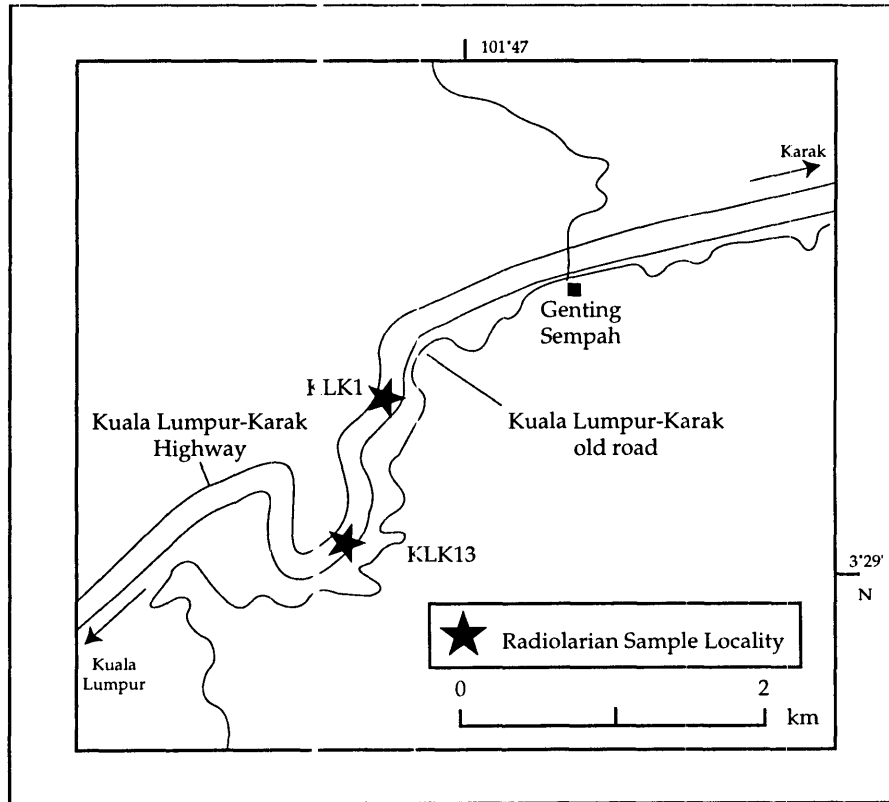 101°47
Karak
Genting
Sempah
KLK1
Kuala Lumpur-Karak
Highway
Kuala Lumpur-Karak
old road
KLK13
3°29'
N
Radiolarian Sample Locality
Kuala
Lumpur
0 2
km